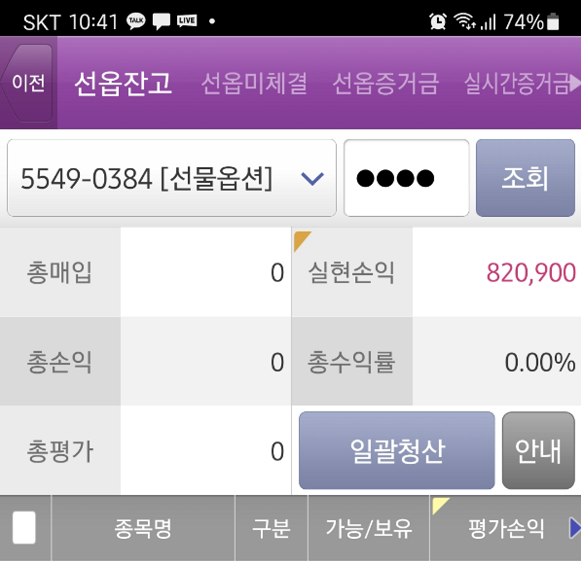 SKT 10:41 TALK LIVE • 74%
이전 선옵잔고 선옵미체결 선옵증거금 실시간증거금
5549-0384 [선물옵션] ●●●● 조회
총매입 0 실현손익 820,900
총손익 0 총수익률 0.00%
총평가 0 일괄청산 안내
종목명 구분 가능/보유 평가손익